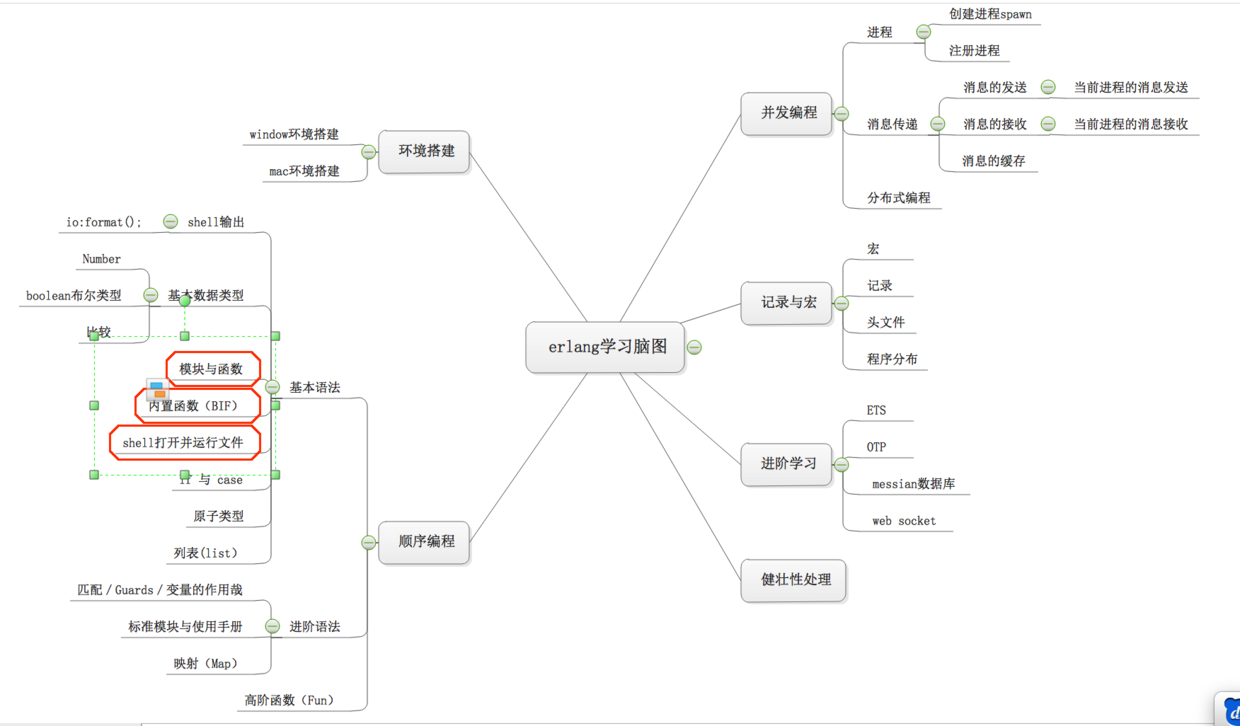 erlang学习脑图
环境搭建
window环境搭建
mac环境搭建
顺序编程
基本语法
shell输出
io:format();
基本数据类型
Number
boolean布尔类型
比较
模块与函数
内置函数（BIF）
shell打开并运行文件
与 case
原子类型
列表(list)
进阶语法
匹配／Guards／变量的作用哉
标准模块与使用手册
映射（Map）
高阶函数（Fun）
并发编程
进程
创建进程spawn
注册进程
消息传递
消息的发送
当前进程的消息发送
消息的接收
当前进程的消息接收
消息的缓存
分布式编程
记录与宏
宏
记录
头文件
程序分布
进阶学习
ETS
OTP
messian数据库
web socket
健壮性处理